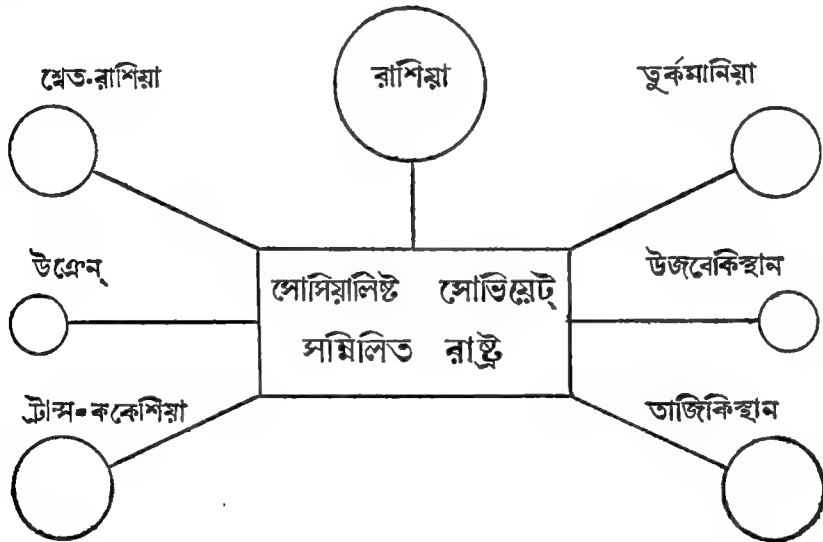 রাশিয়া
শ্বেত-রাশিয়া
তুর্কমানিয়া
উক্রেন্
উজবেকিস্থান
সোসিয়ালিষ্ট সোভিয়েট্
সম্মিলিত রাষ্ট্র
ট্রান্স=ককেশিয়া
তাজিকিস্থান